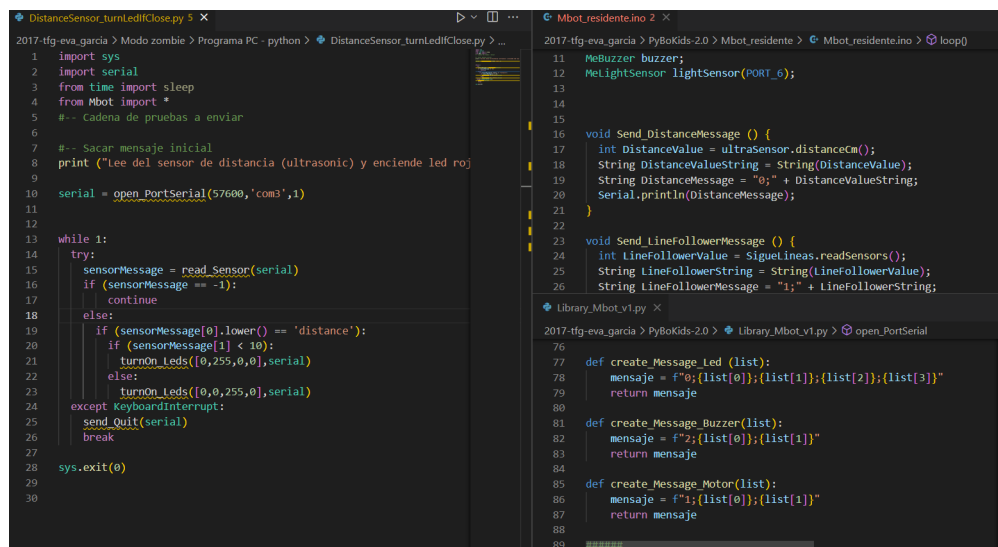 DistanceSensor_turnLedIfClose.py 5
2017-tfg-eva_garcia > Modo zombie > Programa PC - python > DistanceSensor_turnLedIfClose.py > ...
1 import sys
2 import serial
3 from time import sleep
4 from Mbot import *
5 #-- Cadena de pruebas a enviar
6
7 #-- Sacar mensaje inicial
8 print ("Lee del sensor de distancia (ultrasonic) y enciende led roj
9
10 serial = open_PortSerial(57600,'com3',1)
11
12
13 while 1:
14 try:
15 sensorMessage = read_Sensor(serial)
16 if (sensorMessage == -1):
17 continue
18 else:
19 if (sensorMessage[0].lower() == 'distance'):
20 if (sensorMessage[1] < 10):
21 turnOn_Leds([0,255,0,0],serial)
22 else:
23 turnOn_Leds([0,0,255,0],serial)
24 except KeyboardInterrupt:
25 send_Quit(serial)
26 break
27
28 sys.exit(0)
29
30
Mbot_residente.ino 2
2017-tfg-eva_garcia > PyBoKids-2.0 > Mbot_residente > Mbot_residente.ino > loop()
11 MeBuzzer buzzer;
12 MeLightSensor lightSensor(PORT_6);
13
14
15
16 void Send_DistanceMessage () {
17 int DistanceValue = ultraSensor.distanceCm();
18 String DistanceValueString = String(DistanceValue);
19 String DistanceMessage = "0;" + DistanceValueString;
20 Serial.println(DistanceMessage);
21 }
22
23 void Send_LineFollowerMessage () {
24 int LineFollowerValue = SigueLineas.readSensors();
25 String LineFollowerString = String(LineFollowerValue);
26 String LineFollowerMessage = "1;" + LineFollowerString;
Library_Mbot_v1.py
2017-tfg-eva_garcia > PyBoKids-2.0 > Library_Mbot_v1.py > open_PortSerial
76
77 def create_Message_Led (list):
78 mensaje = f"0;{list[0]};{list[1]};{list[2]};{list[3]}"
79 return mensaje
80
81 def create_Message_Buzzer(list):
82 mensaje = f"2;{list[0]};{list[1]}"
83 return mensaje
84
85 def create_Message_Motor(list):
86 mensaje = f"1;{list[0]};{list[1]}"
87 return mensaje
88
89 ######